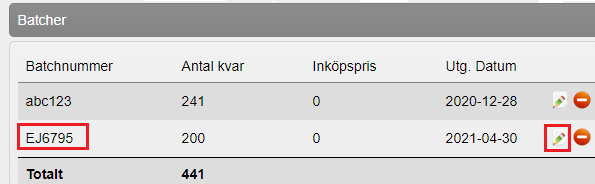 Batcher
Batchnummer Antal kvar Inköpspris Utg. Datum
abc123 241 0 2020-12-28
EJ6795 200 0 2021-04-30
Totalt 441